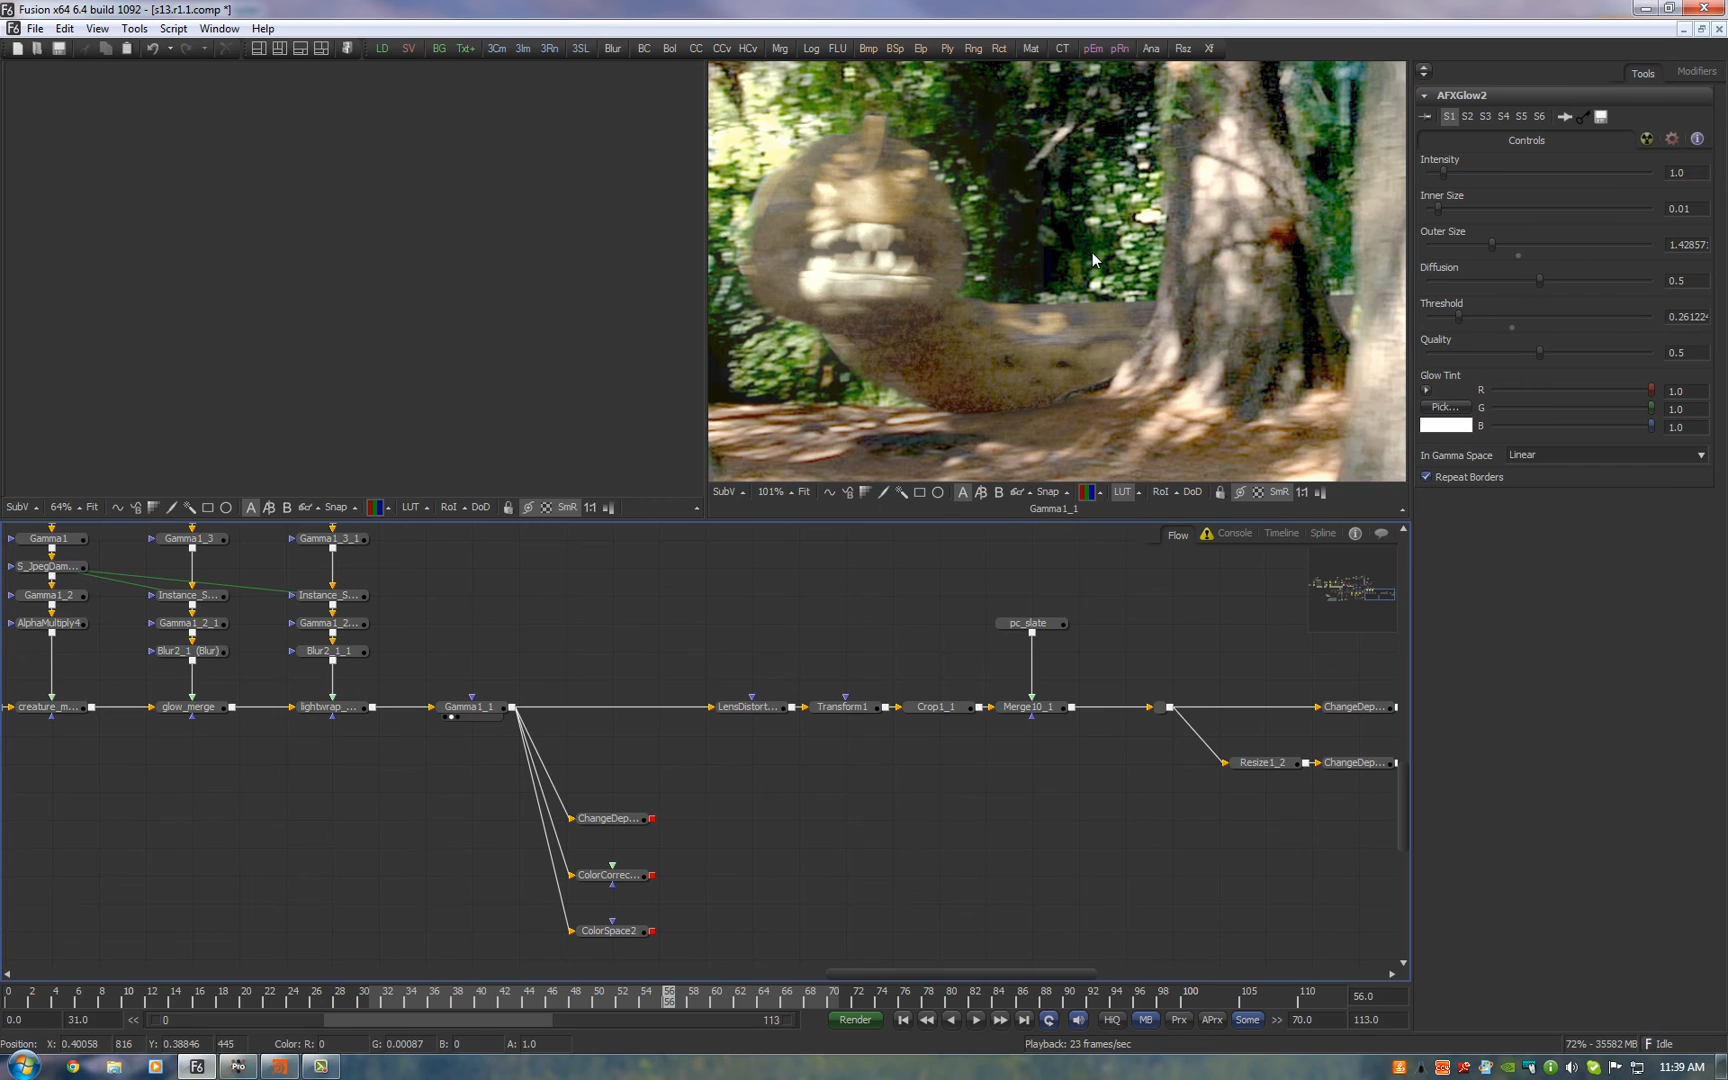 Fusion x64 6.4 build 1092 - [s13.r1.1.comp *]
File Edit View Tools Script Window Help
LD SV BG Txt+ 3Cm 3Im 3Rn 3SL Blur BC Bol CC CCv HCv Mrg Log FLU Bmp BSp Elp Ply Rng Rct Mat CT pEm pRn Ana Rsz Xf
Tools Modifiers
AFXGlow2
S1 S2 S3 S4 S5 S6
Controls
Intensity
1.0
Inner Size
0.01
Outer Size
1.42857:
Diffusion
0.5
Threshold
0.261224
Quality
0.5
Glow Tint
R 1.0
Pick... G 1.0
B 1.0
In Gamma Space Linear
Repeat Borders
SubV 64% Fit A B Snap LUT RoI DoD SmR 1:1
SubV 101% Fit A B Snap LUT RoI DoD SmR 1:1
Gamma1_1
Flow Console Timeline Spline
Gamma1 Gamma1_3 Gamma1_3_1
S_JpegDam...
Gamma1_2 Instance_S... Instance_S...
AlphaMultiply4 Gamma1_2_1 Gamma1_2... pc_slate
Blur2_1 (Blur) Blur2_1_1
creature_m... glow_merge lightwrap_... Gamma1_1 LensDistort... Transform1 Crop1_1 Merge10_1 ChangeDep...
Resize1_2 ChangeDep...
ChangeDep...
ColorCorrec...
ColorSpace2
0 2 4 6 8 10 12 14 16 18 20 22 24 26 28 30 32 34 36 38 40 42 44 46 48 50 52 54 56 58 60 62 64 66 68 70 72 74 76 78 80 82 84 86 88 90 92 94 96 98 100 105 110 56.0
56
0.0 31.0 << 0 113 Render HiQ MB Prx APrx Some >> 70.0 113.0
Position: X: 0.40058 816 Y: 0.38846 445 Color: R: 0 G: 0.00087 B: 0 A: 1.0 Playback: 23 frames/sec 72% - 35582 MB Idle
Pro 11:39 AM